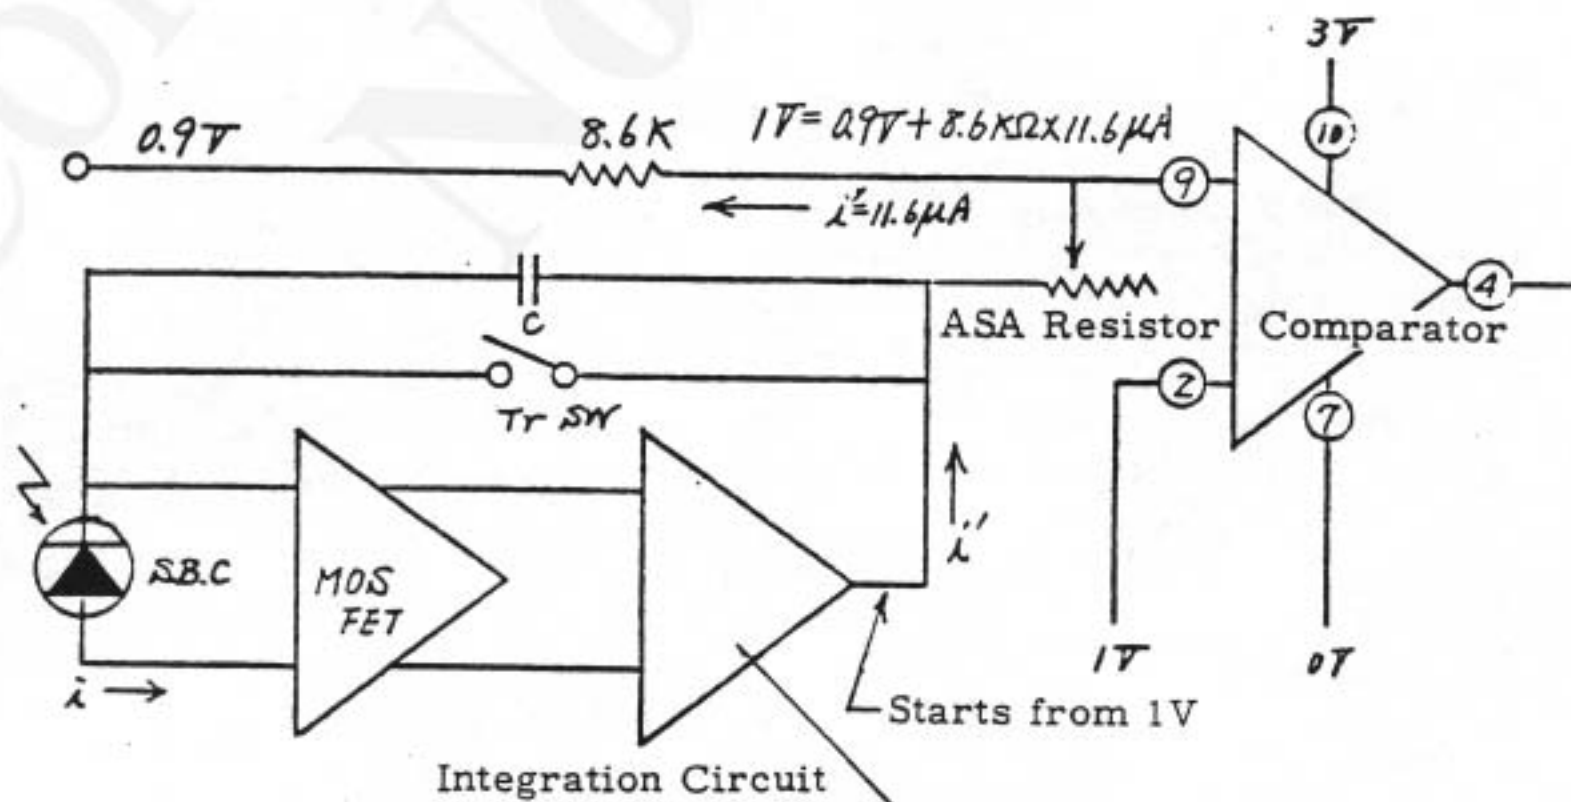 3V
0.9V
8.6K
1V=0.9V+8.6KΩ×11.6μA
10
9
i'=11.6μA
C
ASA Resistor
Comparator
4
Tr SW
2
7
S.B.C
MOS
FET
i'
i
1V
0V
Starts from 1V
Integration Circuit